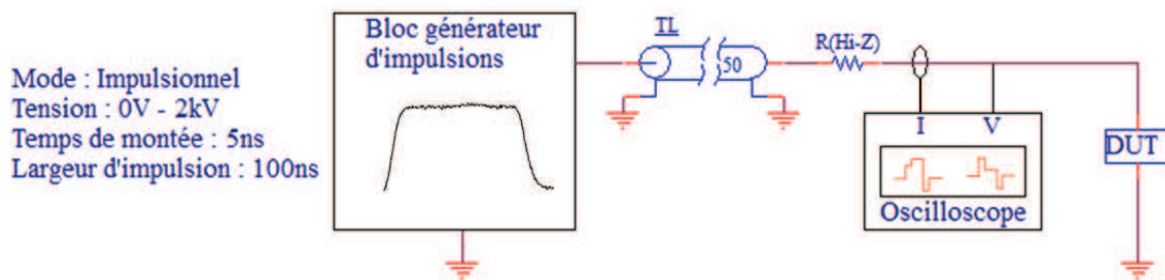 Bloc générateur
d'impulsions
Mode : Impulsionnel
Tension : 0V - 2kV
Temps de montée : 5ns
Largeur d'impulsion : 100ns
TL
50
R(Hi-Z)
I
V
Oscilloscope
DUT